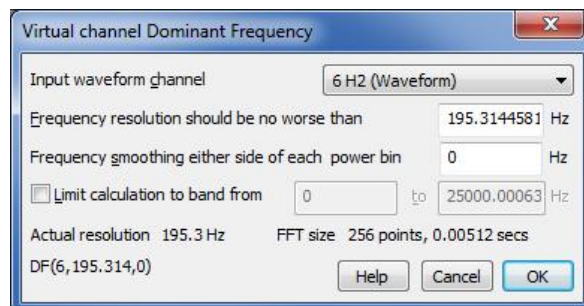 Virtual channel Dominant Frequency
Input waveform channel 6 H2 (Waveform)
Frequency resolution should be no worse than 195.3144581 Hz
Frequency smoothing either side of each power bin 0 Hz
Limit calculation to band from 0 to 25000.00063 Hz
Actual resolution 195.3 Hz FFT size 256 points, 0.00512 secs
DF(6,195.314,0) Help Cancel OK